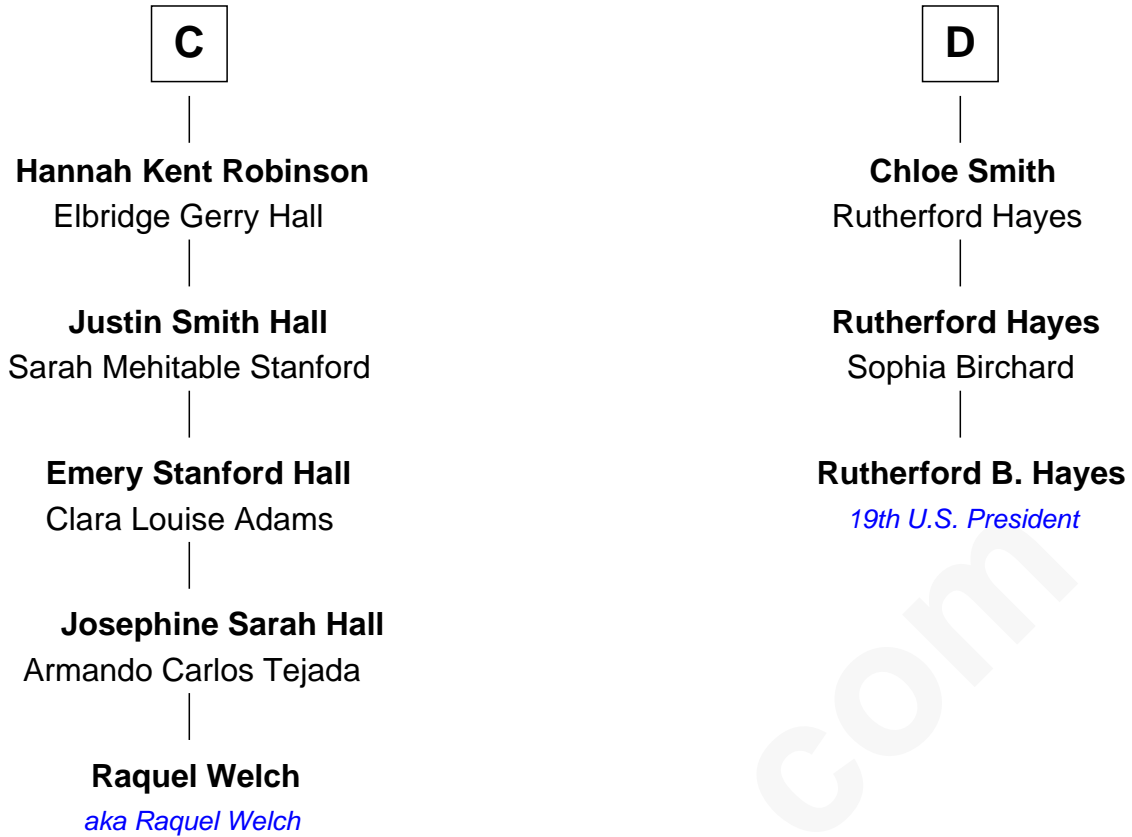 C
Hannah Kent Robinson
Elbridge Gerry Hall
Justin Smith Hall
Sarah Mehitable Stanford
Emery Stanford Hall
Clara Louise Adams
Josephine Sarah Hall
Armando Carlos Tejada
Raquel Welch
aka Raquel Welch
D
Chloe Smith
Rutherford Hayes
Rutherford Hayes
Sophia Birchard
Rutherford B. Hayes
19th U.S. President
com